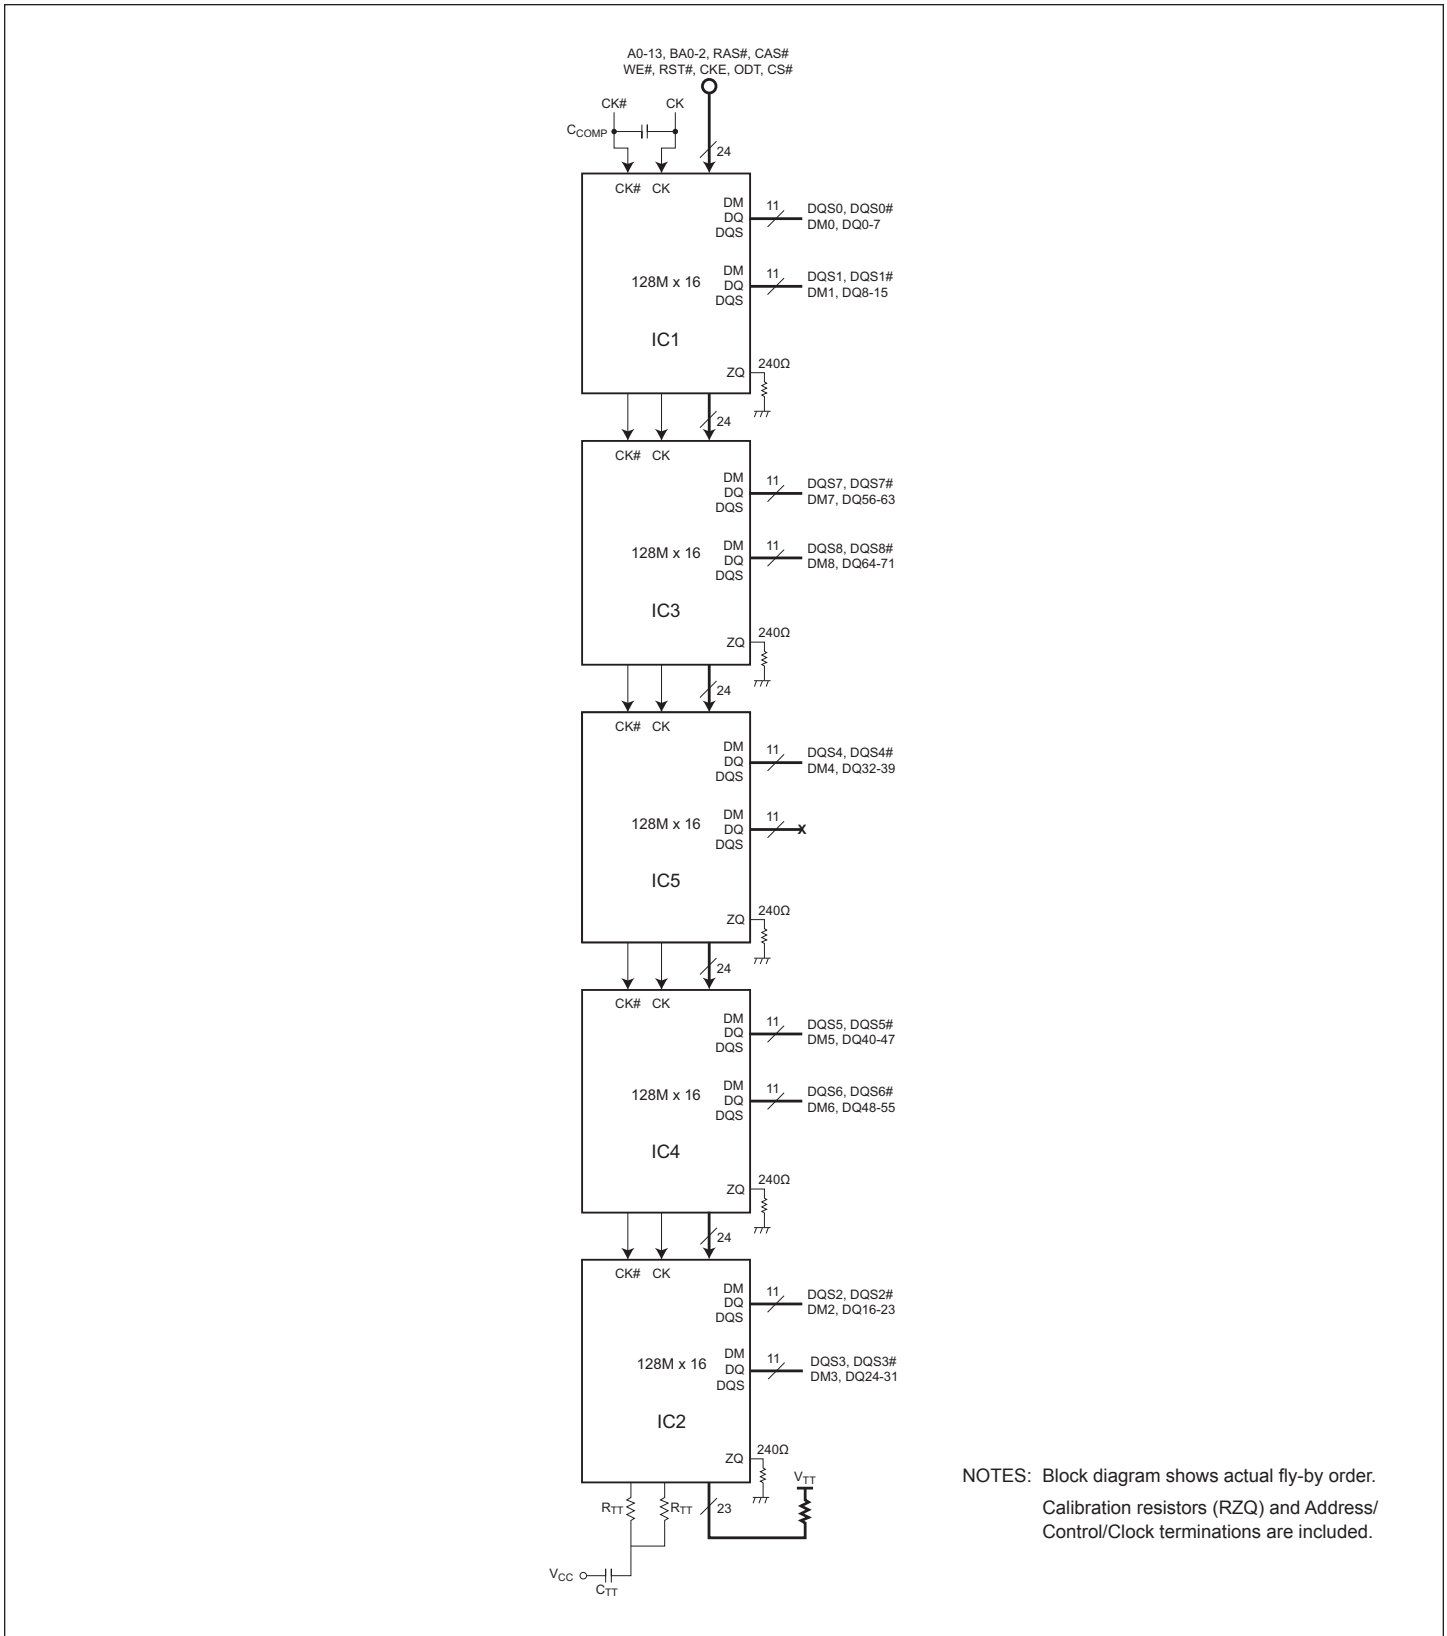 A0-13, BA0-2, RAS#, CAS#
WE#, RST#, CKE, ODT, CS#
CK# CK
CCOMP
24
CK# CK
DM
DQ
DQS
11
DQS0, DQS0#
DM0, DQ0-7
128M x 16
DM
DQ
DQS
11
DQS1, DQS1#
DM1, DQ8-15
IC1
ZQ
240Ω
24
CK# CK
DM
DQ
DQS
11
DQS7, DQS7#
DM7, DQ56-63
128M x 16
DM
DQ
DQS
11
DQS8, DQS8#
DM8, DQ64-71
IC3
ZQ
240Ω
24
CK# CK
DM
DQ
DQS
11
DQS4, DQS4#
DM4, DQ32-39
128M x 16
DM
DQ
DQS
11
x
IC5
ZQ
240Ω
24
CK# CK
DM
DQ
DQS
11
DQS5, DQS5#
DM5, DQ40-47
128M x 16
DM
DQ
DQS
11
DQS6, DQS6#
DM6, DQ48-55
IC4
ZQ
240Ω
24
CK# CK
DM
DQ
DQS
11
DQS2, DQS2#
DM2, DQ16-23
128M x 16
DM
DQ
DQS
11
DQS3, DQS3#
DM3, DQ24-31
IC2
ZQ
240Ω
RTT
RTT
23
VTT
VCC
CTT
NOTES: Block diagram shows actual fly-by order.
Calibration resistors (RZQ) and Address/
Control/Clock terminations are included.